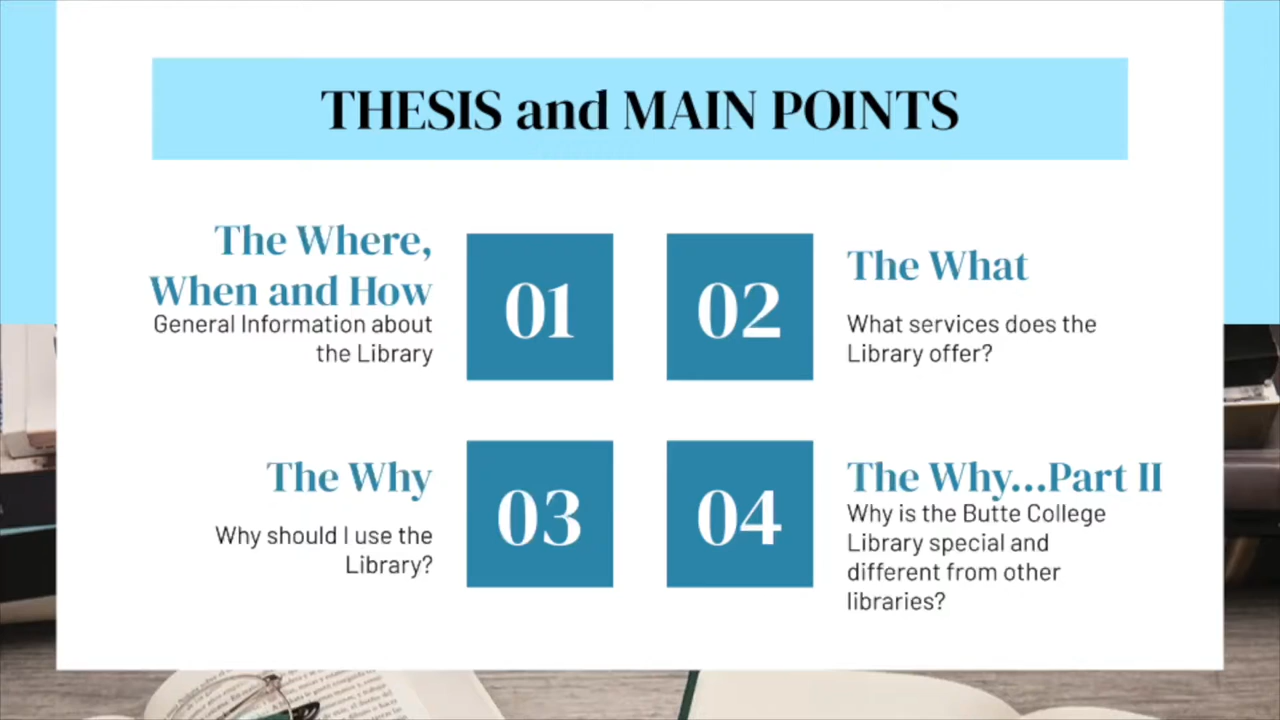 THESIS and MAIN POINTS
The Where,
When and How
General Information about
the Library
01
02
The What
What services does the
Library offer?
The Why
Why should I use the
Library?
03
04
The Why...Part II
Why is the Butte College
Library special and
different from other
libraries?